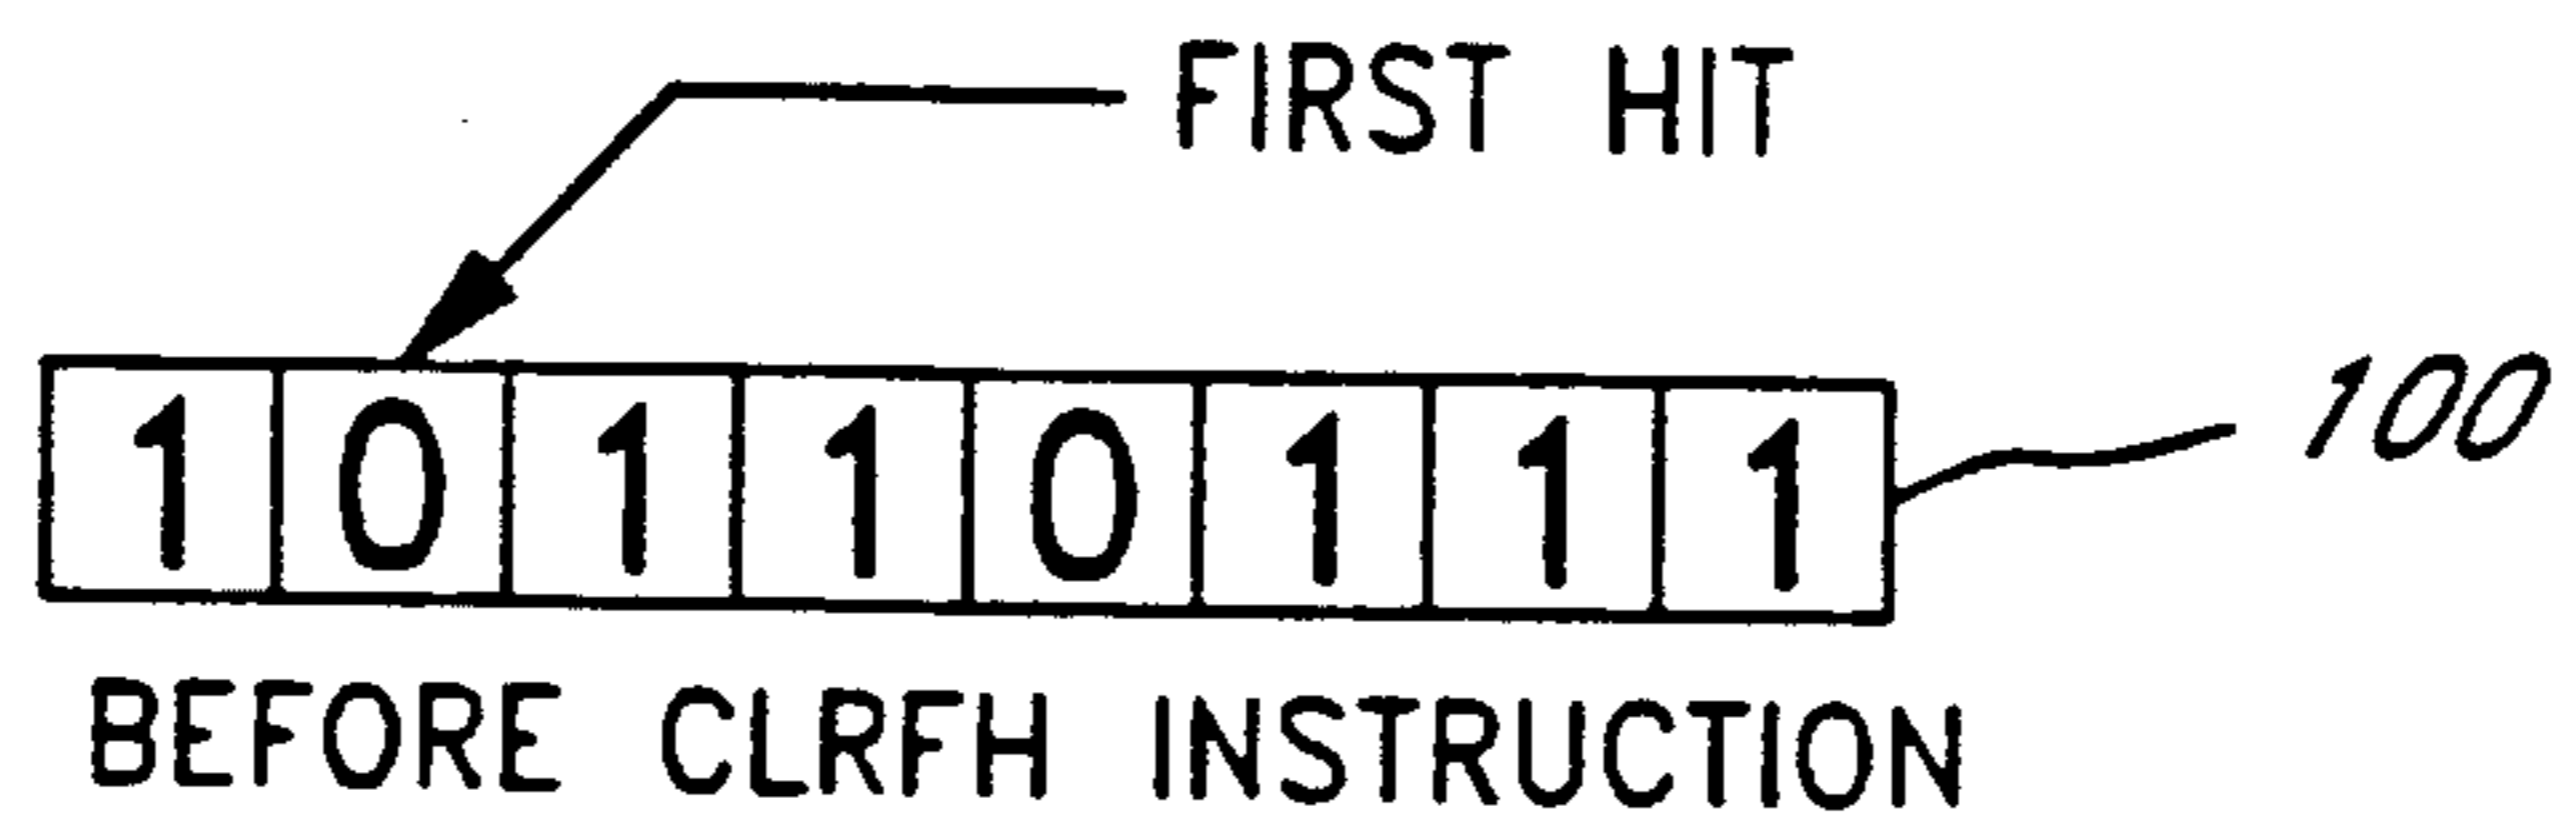 FIRST HIT
1 0 1 1 0 1 1 1
100
BEFORE CLRFH INSTRUCTION